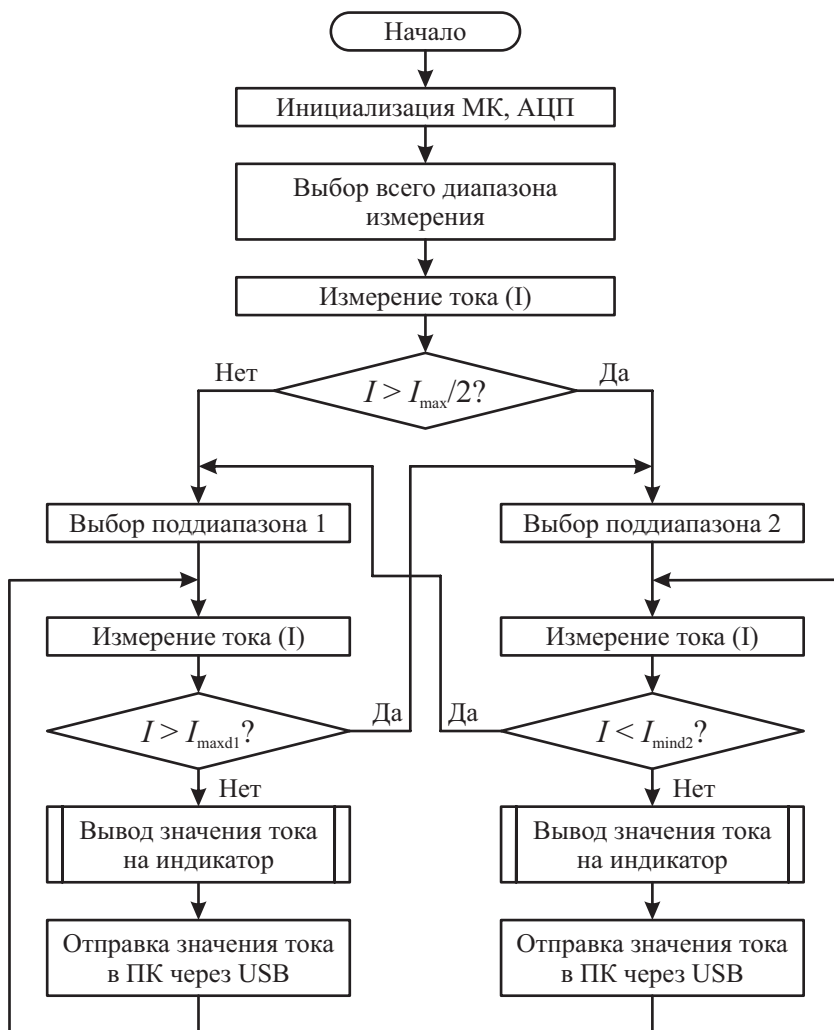 Начало
Инициализация МК, АЦП
Выбор всего диапазона
измерения
Измерение тока (I)
Нет
I > Imax/2?
Да
Выбор поддиапазона 1
Выбор поддиапазона 2
Измерение тока (I)
Измерение тока (I)
I > Imaxd1?
Да
Да
I < Imind2?
Нет
Нет
Вывод значения тока
на индикатор
Вывод значения тока
на индикатор
Отправка значения тока
в ПК через USB
Отправка значения тока
в ПК через USB